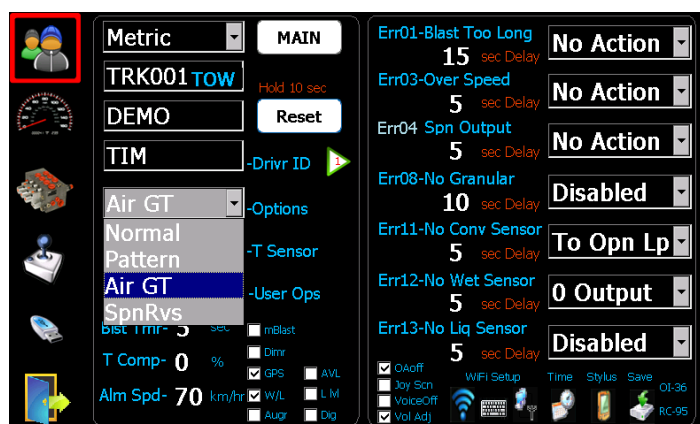 Metric
MAIN
TRK001 TOW
Hold 10 sec
DEMO
Reset
TIM
-Drivr ID
1
Air GT
-Options
Normal
Pattern
Air GT
SpnRvs
-T Sensor
-User Ops
Blst Tmr- 5 sec
mBlast
T Comp- 0 %
Dimr
GPS
AVL
Alm Spd- 70 km/hr
W/L
Augr
Dig
Err01-Blast Too Long
15 sec Delay
No Action
Err03-Over Speed
5 sec Delay
No Action
Err04 Spn Output
5 sec Delay
No Action
Err08-No Granular
10 sec Delay
Disabled
Err11-No Conv Sensor
5 sec Delay
To Opn Lp
Err12-No Wet Sensor
5 sec Delay
0 Output
Err13-No Liq Sensor
5 sec Delay
Disabled
OAoff
Joy Scn
VoiceOff
Vol Adj
WiFi Setup
Time
Stylus
Save
OI-36
RC-95